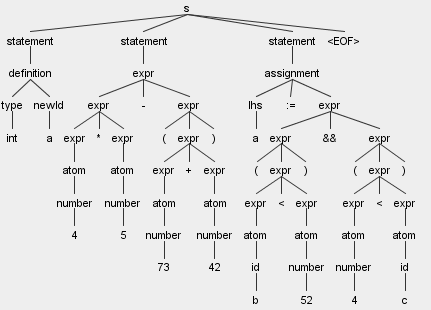 s
statement statement statement <EOF>
definition expr assignment
type newId expr - expr lhs := expr
int a expr * expr ( expr ) a expr && expr
atom atom expr + expr ( expr ) ( expr )
number number atom atom expr < expr expr < expr
4 5 number number atom atom atom atom
73 42 id number number id
b 52 4 c